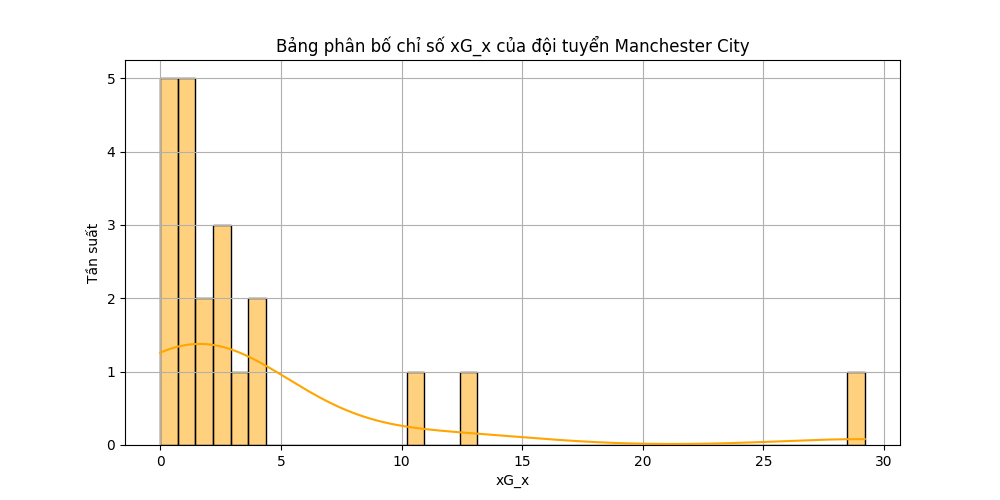 Bảng phân bố chỉ số xG_x của đội tuyển Manchester City
Tần suất
5
4
3
2
1
0
0 5 10 15 20 25 30
xG_x